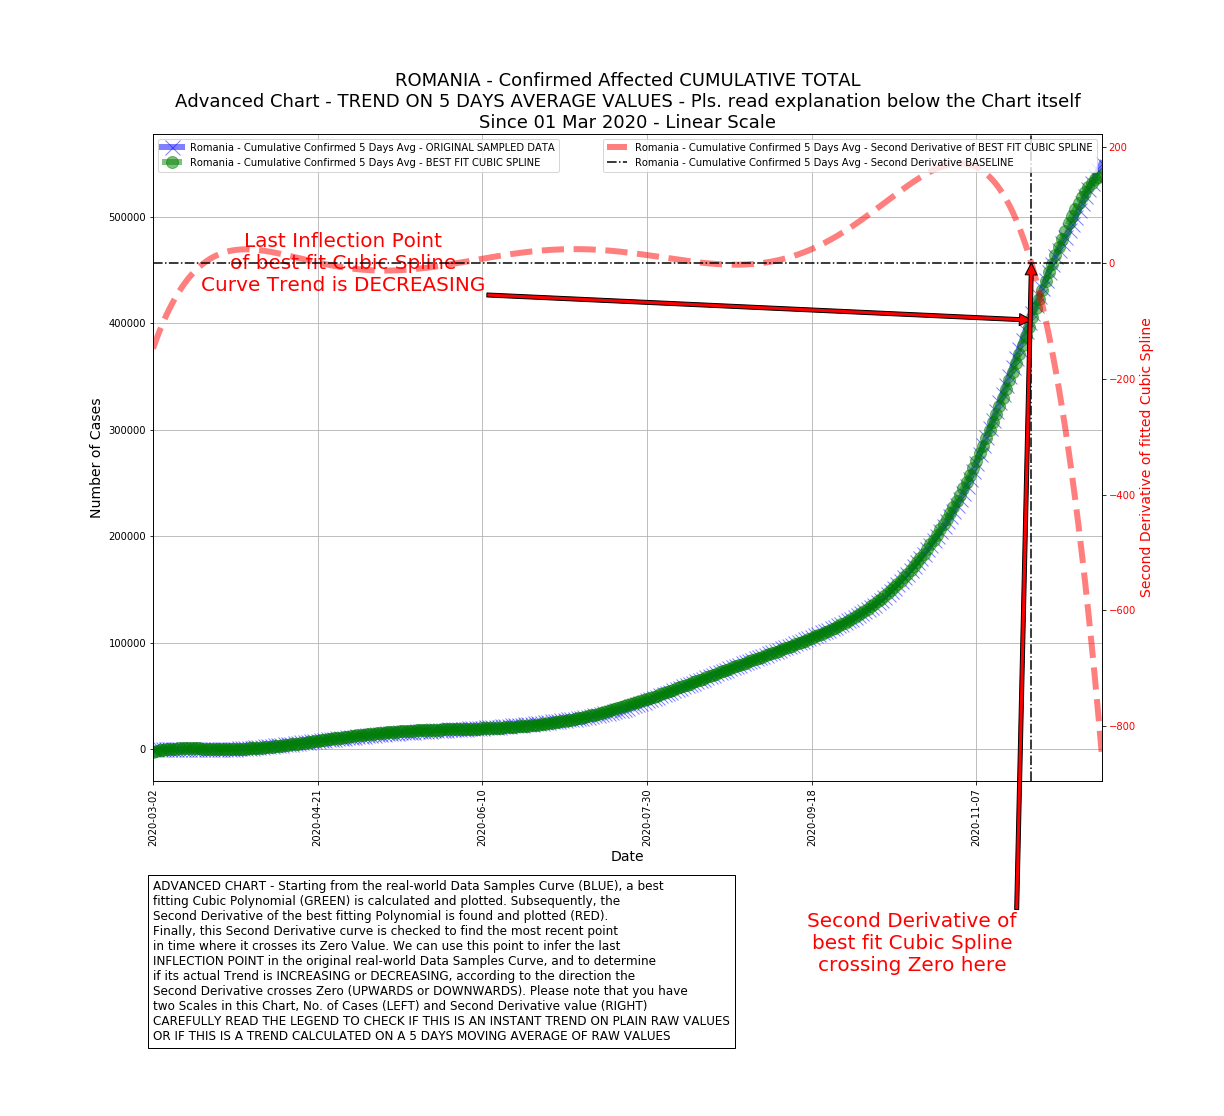 ROMANIA - Confirmed Affected CUMULATIVE TOTAL
Advanced Chart - TREND ON 5 DAYS AVERAGE VALUES - Pls. read explanation below the Chart itself
Since 01 Mar 2020 - Linear Scale
Romania - Cumulative Confirmed 5 Days Avg - ORIGINAL SAMPLED DATA
Romania - Cumulative Confirmed 5 Days Avg - BEST FIT CUBIC SPLINE
Romania - Cumulative Confirmed 5 Days Avg - Second Derivative of BEST FIT CUBIC SPLINE
Romania - Cumulative Confirmed 5 Days Avg - Second Derivative BASELINE
Last Inflection Point
of best fit Cubic Spline
Curve Trend is DECREASING
Number of Cases
500000
400000
300000
200000
100000
0
200
0
−200
−400
−600
−800
Second Derivative of fitted Cubic Spline
2020-03-02
2020-04-21
2020-06-10
2020-07-30
2020-09-18
2020-11-07
Date
Second Derivative of
best fit Cubic Spline
crossing Zero here
ADVANCED CHART - Starting from the real-world Data Samples Curve (BLUE), a best
fitting Cubic Polynomial (GREEN) is calculated and plotted. Subsequently, the
Second Derivative of the best fitting Polynomial is found and plotted (RED).
Finally, this Second Derivative curve is checked to find the most recent point
in time where it crosses its Zero Value. We can use this point to infer the last
INFLECTION POINT in the original real-world Data Samples Curve, and to determine
if its actual Trend is INCREASING or DECREASING, according to the direction the
Second Derivative crosses Zero (UPWARDS or DOWNWARDS). Please note that you have
two Scales in this Chart, No. of Cases (LEFT) and Second Derivative value (RIGHT)
CAREFULLY READ THE LEGEND TO CHECK IF THIS IS AN INSTANT TREND ON PLAIN RAW VALUES
OR IF THIS IS A TREND CALCULATED ON A 5 DAYS MOVING AVERAGE OF RAW VALUES